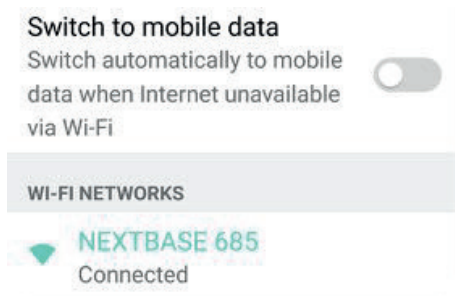 Switch to mobile data
Switch automatically to mobile
data when Internet unavailable
via Wi-Fi
WI-FI NETWORKS
NEXTBASE 685
Connected